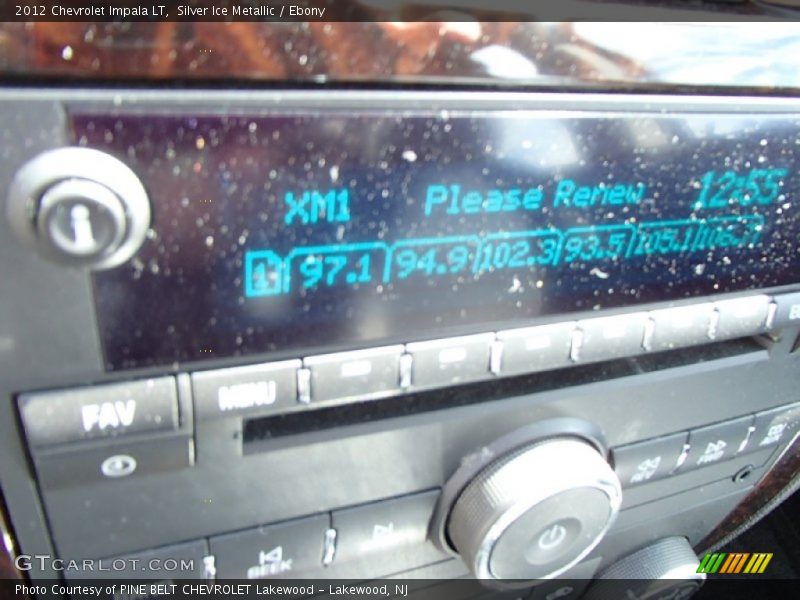 2012 Chevrolet Impala LT, Silver Ice Metallic / Ebony
XM1 Please Renew 12:55
1 97.1 94.9 102.3 93.5 105.1 106.7
FAV MENU
SEEK
GTCARLOT.COM
Photo Courtesy of PINE BELT CHEVROLET Lakewood - Lakewood, NJ